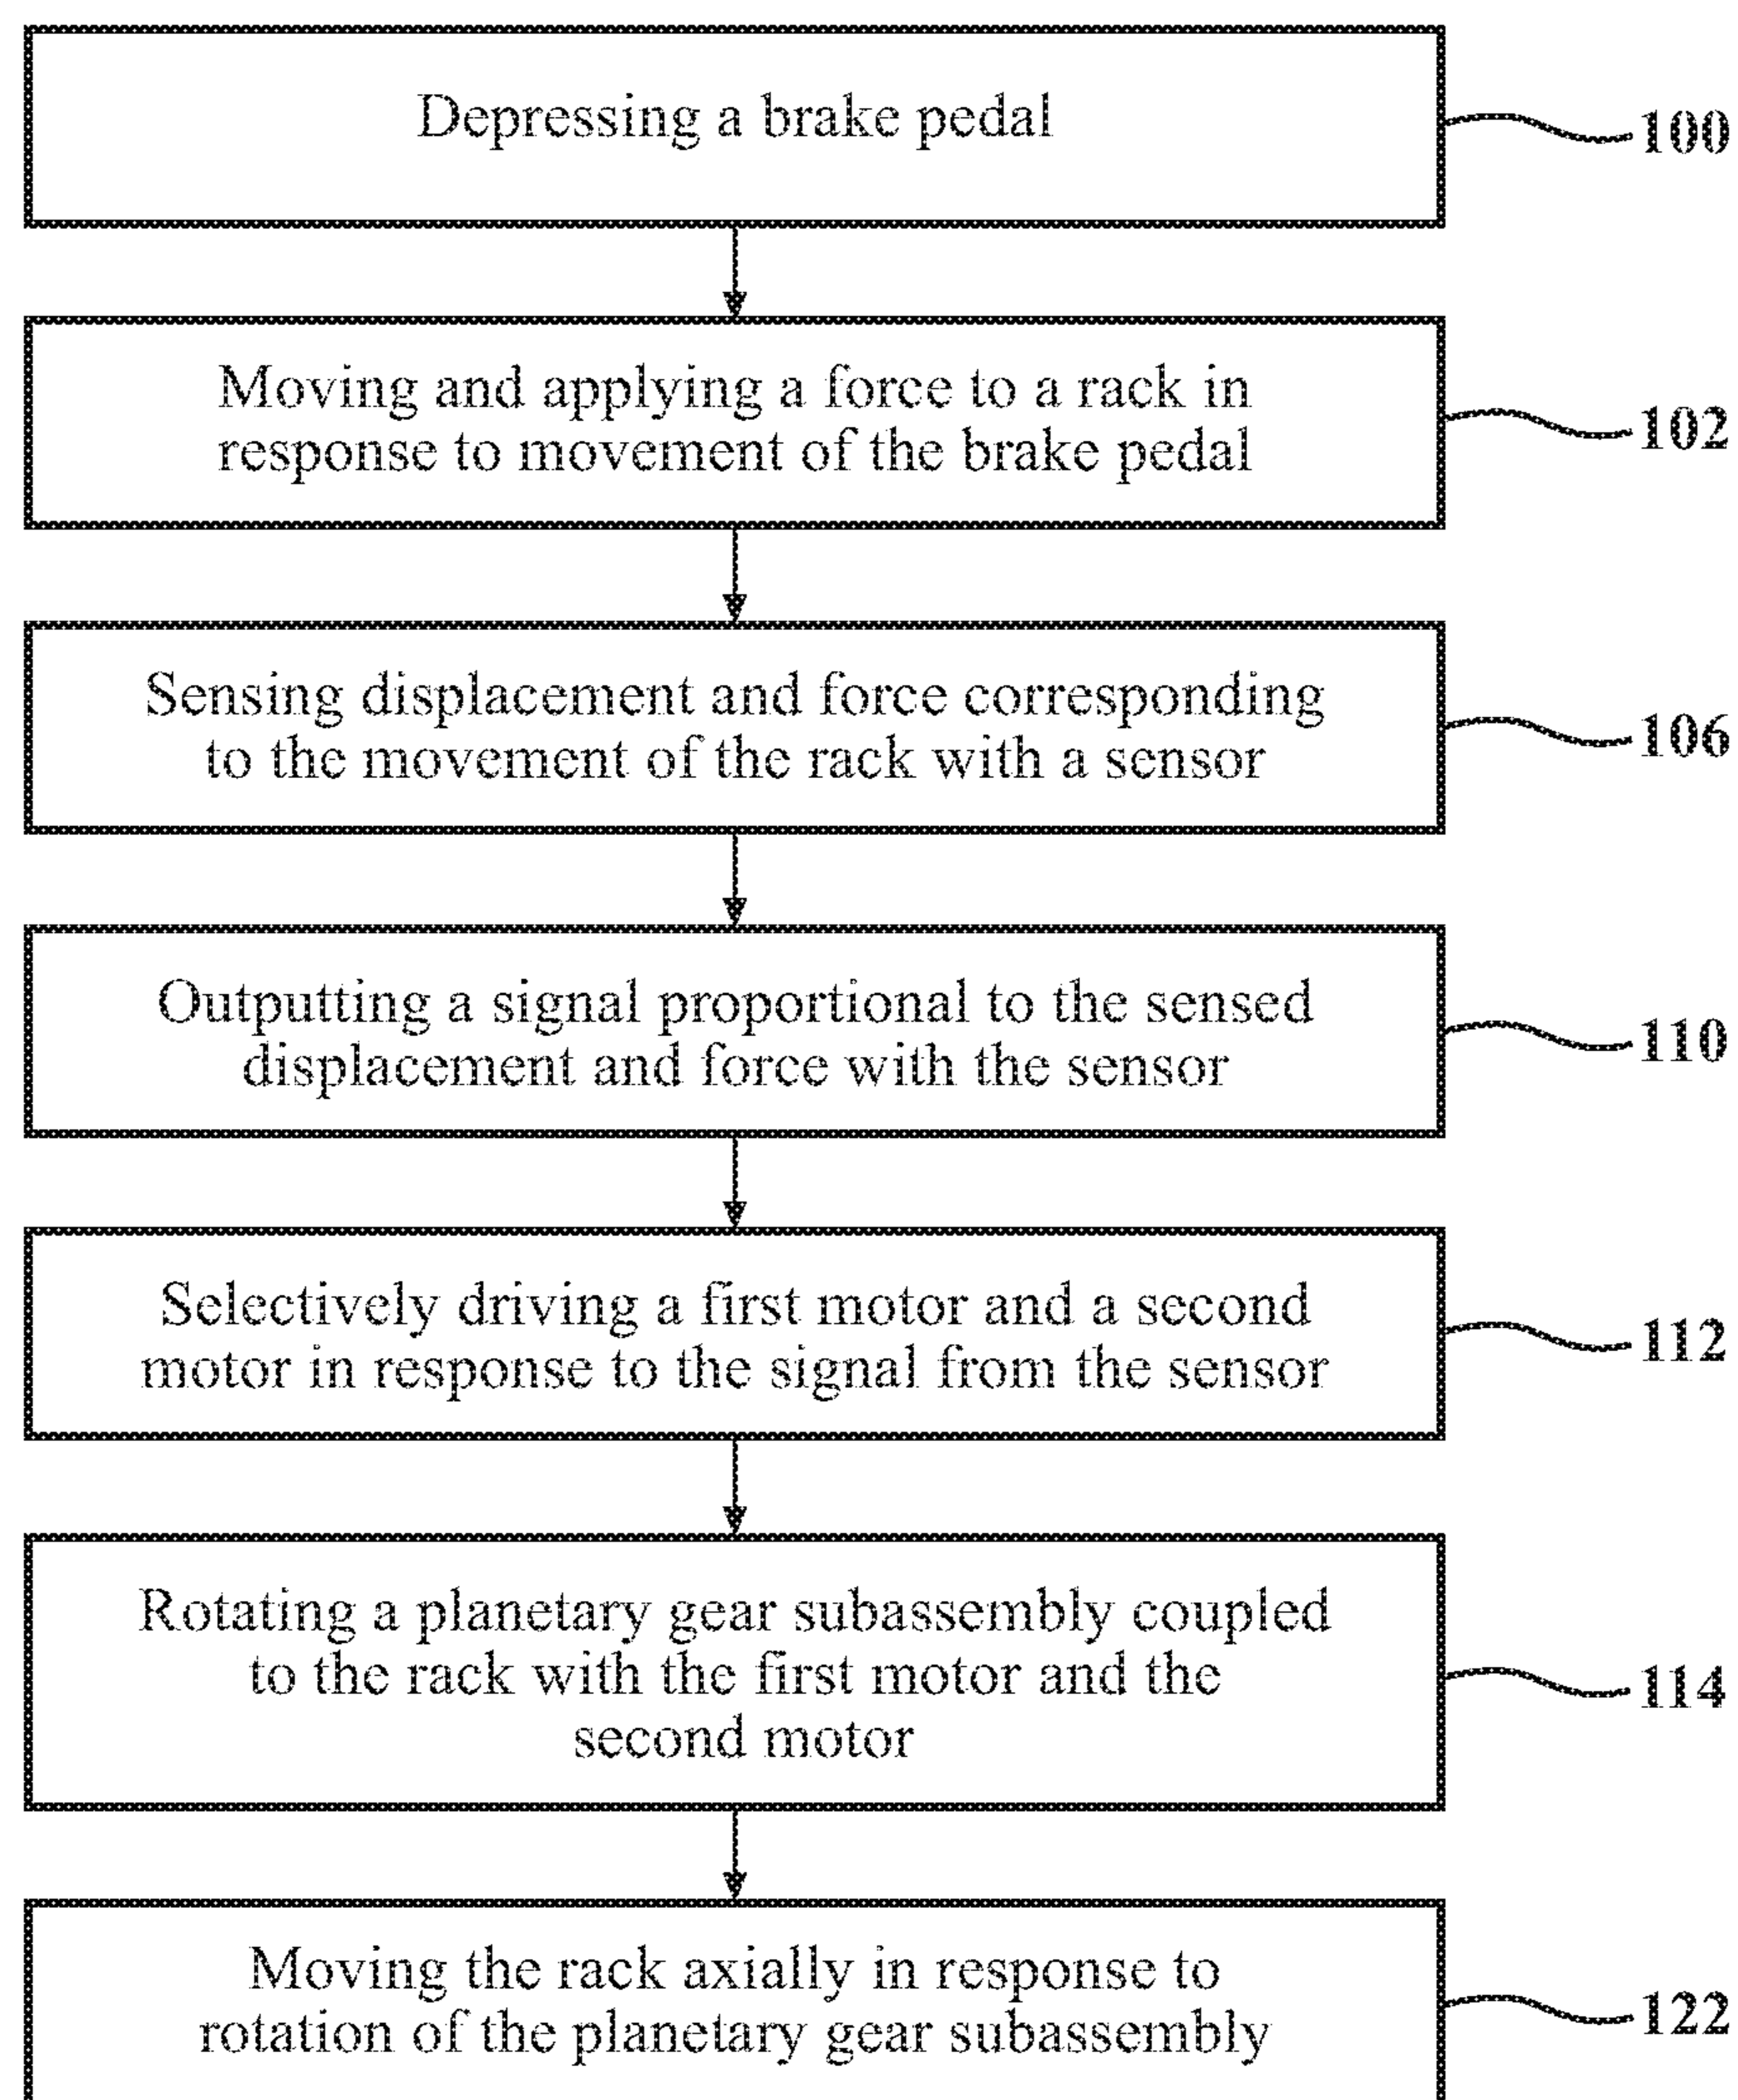 Depressing a brake pedal
100
Moving and applying a force to a rack in
response to movement of the brake pedal
102
Sensing displacement and force corresponding
to the movement of the rack with a sensor
106
Outputting a signal proportional to the sensed
displacement and force with the sensor
110
Selectively driving a first motor and a second
motor in response to the signal from the sensor
112
Rotating a planetary gear subassembly coupled
to the rack with the first motor and the
second motor
114
Moving the rack axially in response to
rotation of the planetary gear subassembly
122